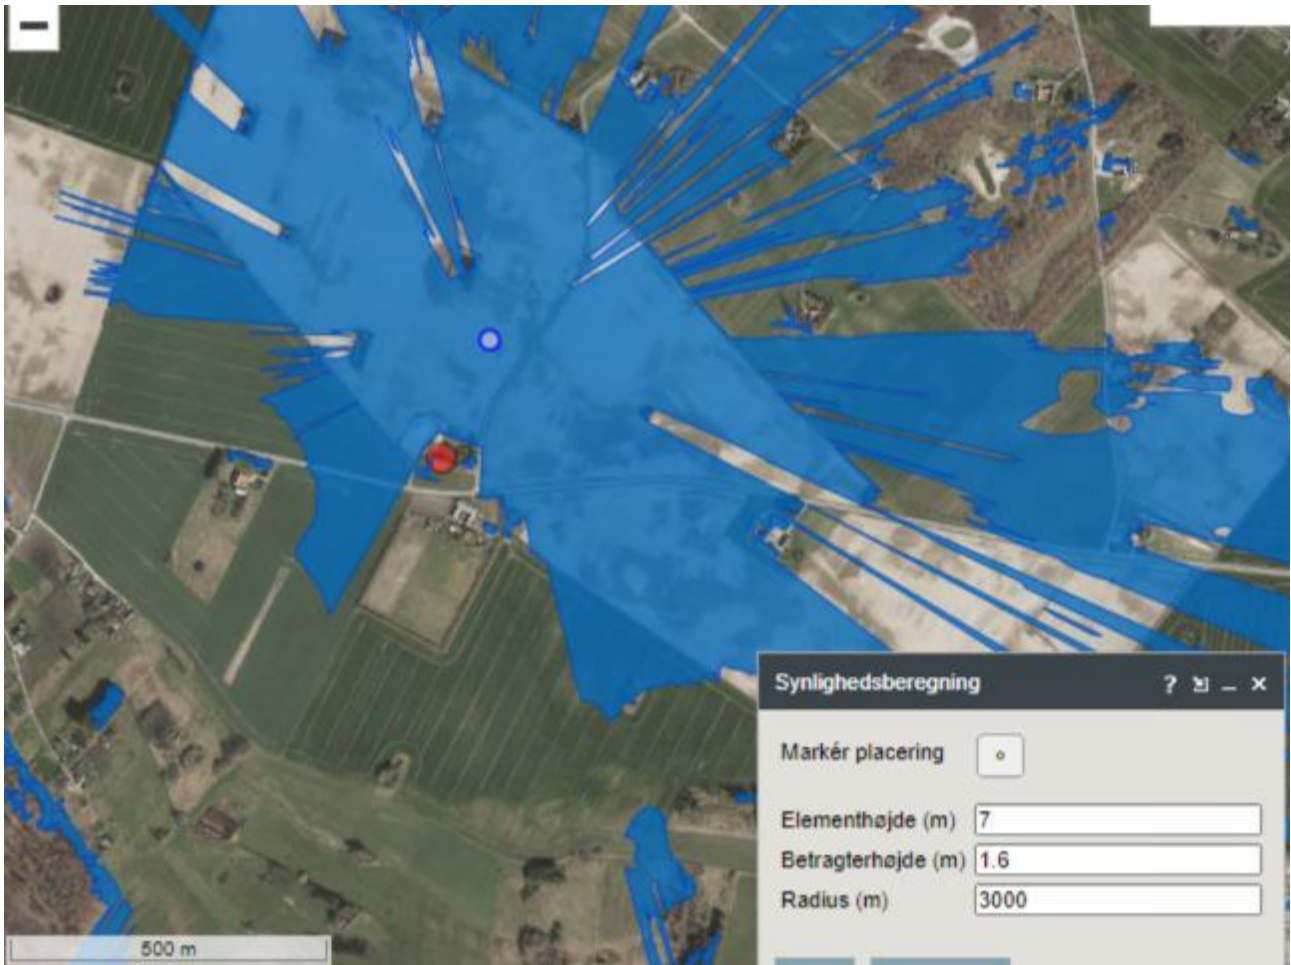 Synlighedsberegning ?
Markér placering
Elementhøjde (m) 7
Betragterhøjde (m) 1.6
Radius (m) 3000
500 m